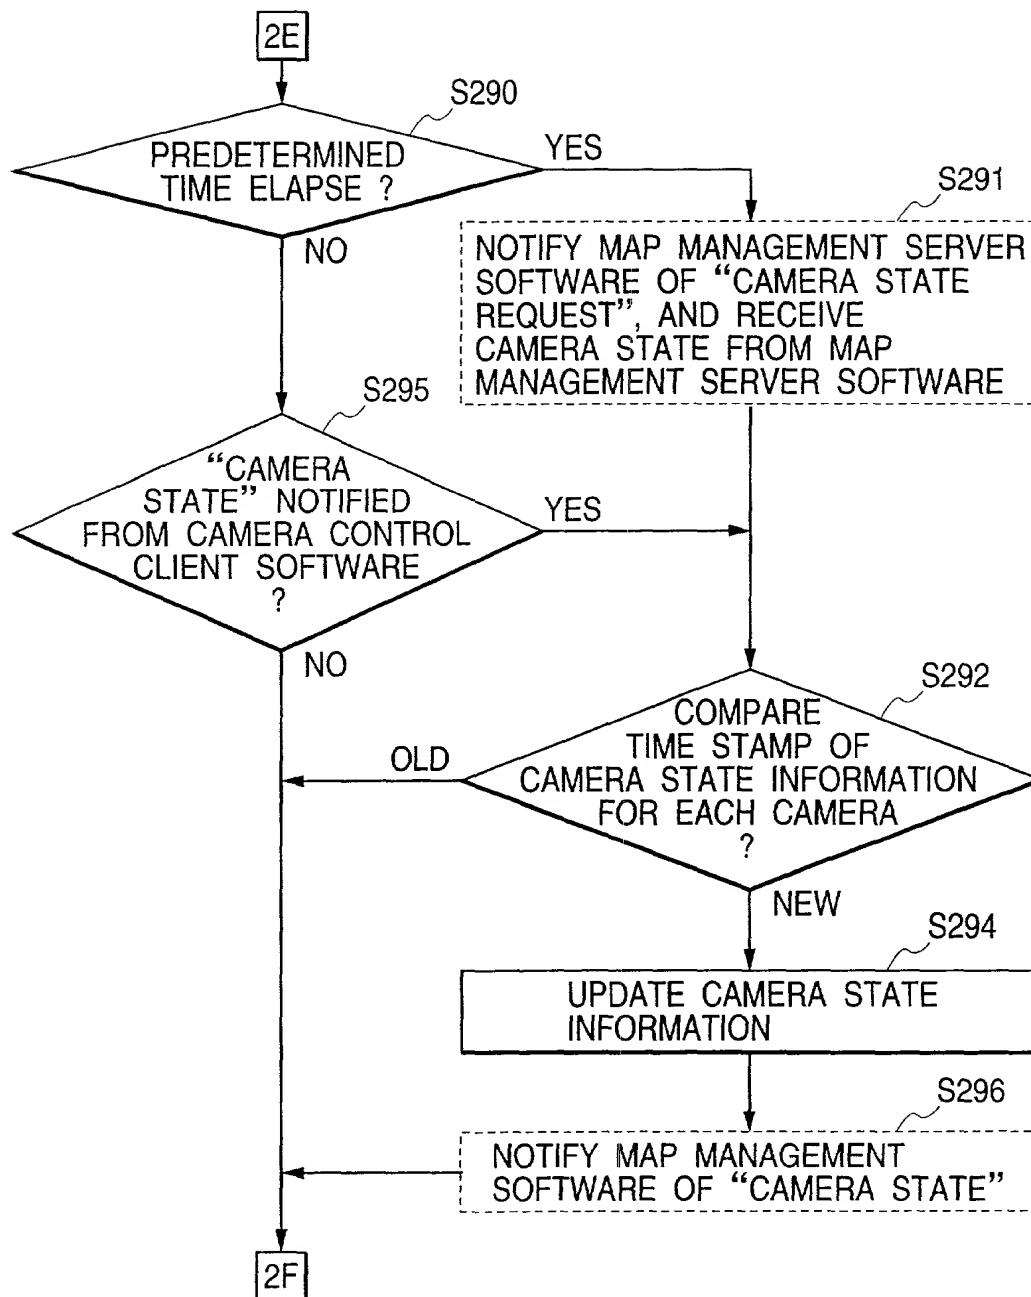 2E
S290
PREDETERMINED
TIME ELAPSE ?
YES
NO
S291
NOTIFY MAP MANAGEMENT SERVER
SOFTWARE OF “CAMERA STATE
REQUEST”, AND RECEIVE
CAMERA STATE FROM MAP
MANAGEMENT SERVER SOFTWARE
S295
“CAMERA
STATE” NOTIFIED
FROM CAMERA CONTROL
CLIENT SOFTWARE
?
YES
NO
S292
COMPARE
TIME STAMP OF
CAMERA STATE INFORMATION
FOR EACH CAMERA
?
OLD
NEW
S294
UPDATE CAMERA STATE
INFORMATION
S296
NOTIFY MAP MANAGEMENT
SOFTWARE OF “CAMERA STATE”
2F